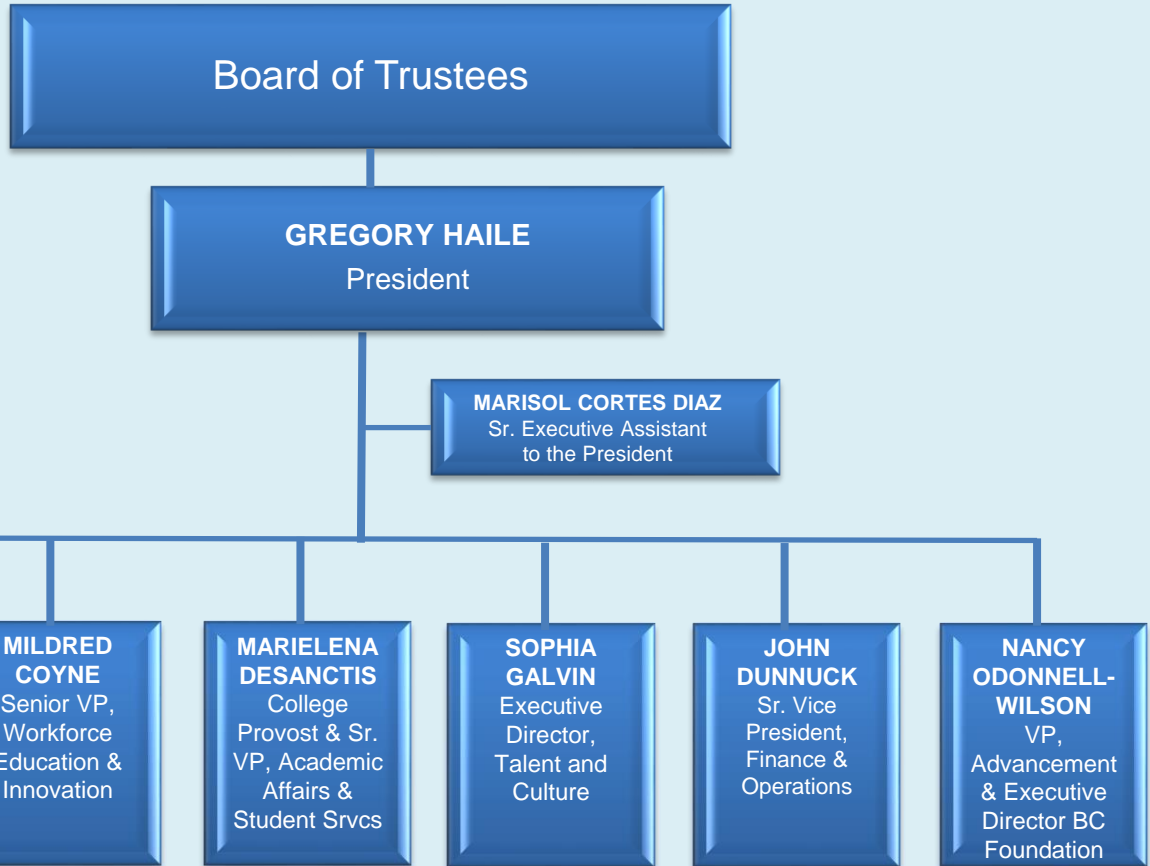 Board of Trustees
GREGORY HAILE
President
MARISOL CORTES DIAZ
Sr. Executive Assistant
to the President
MILDRED
COYNE
Senior VP,
Workforce
Education &
Innovation
MARIELENA
DESANCTIS
College
Provost & Sr.
VP, Academic
Affairs &
Student Srvcs
SOPHIA
GALVIN
Executive
Director,
Talent and
Culture
JOHN
DUNNUCK
Sr. Vice
President,
Finance &
Operations
NANCY
ODONNELL-
WILSON
VP,
Advancement
& Executive
Director BC
Foundation